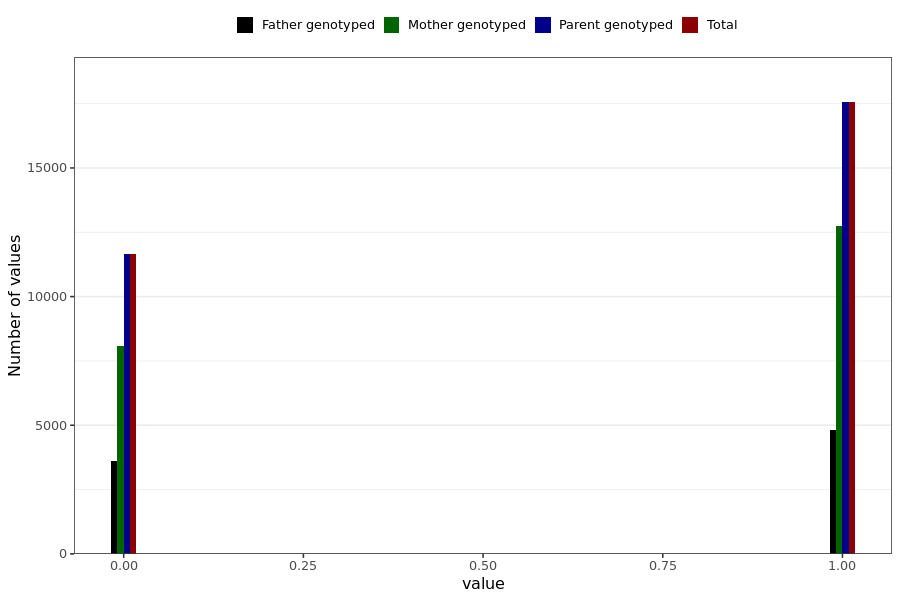 Father genotyped Mother genotyped Parent genotyped Total
Number of values
15000
10000
5000
0
0.00 0.25 0.50 0.75 1.00
value